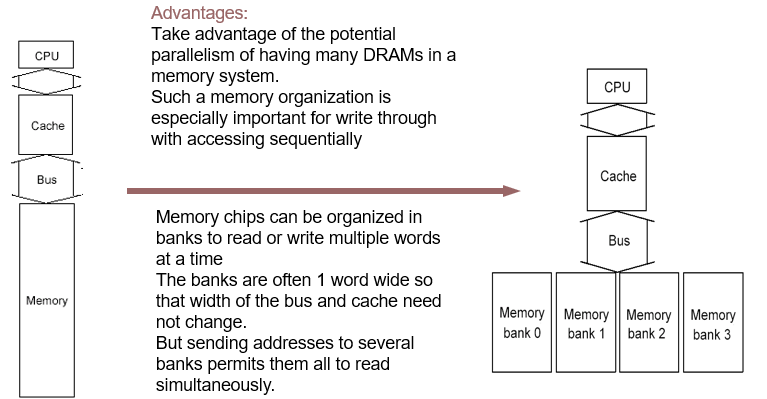 Advantages:
Take advantage of the potential
parallelism of having many DRAMs in a
memory system.
Such a memory organization is
especially important for write through
with accessing sequentially
CPU
Cache
Bus
Memory
Memory chips can be organized in
banks to read or write multiple words
at a time
The banks are often 1 word wide so
that width of the bus and cache need
not change.
But sending addresses to several
banks permits them all to read
simultaneously.
CPU
Cache
Bus
Memory
bank 0
Memory
bank 1
Memory
bank 2
Memory
bank 3